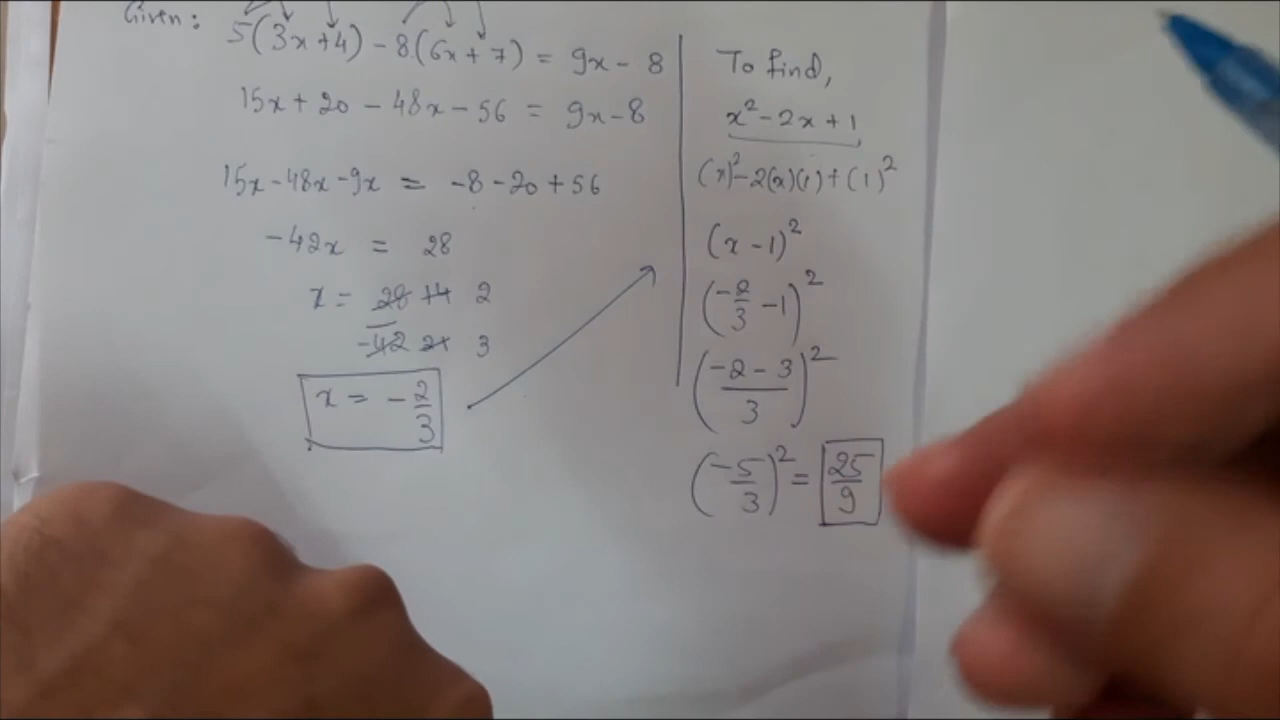 Given: 5(3x+4) - 8(6x+7) = 9x - 8
15x + 20 - 48x - 56 = 9x - 8
15x - 48x - 9x = -8 - 20 + 56
-42x = 28
x = 28 14 2
-42 21 3
x = - 2/3
To find,
x² - 2x + 1
(x)² - 2(x)(1) + (1)²
(x - 1)²
(-2/3 - 1)²
(-2 - 3 / 3)²
(-5/3)² = 25/9